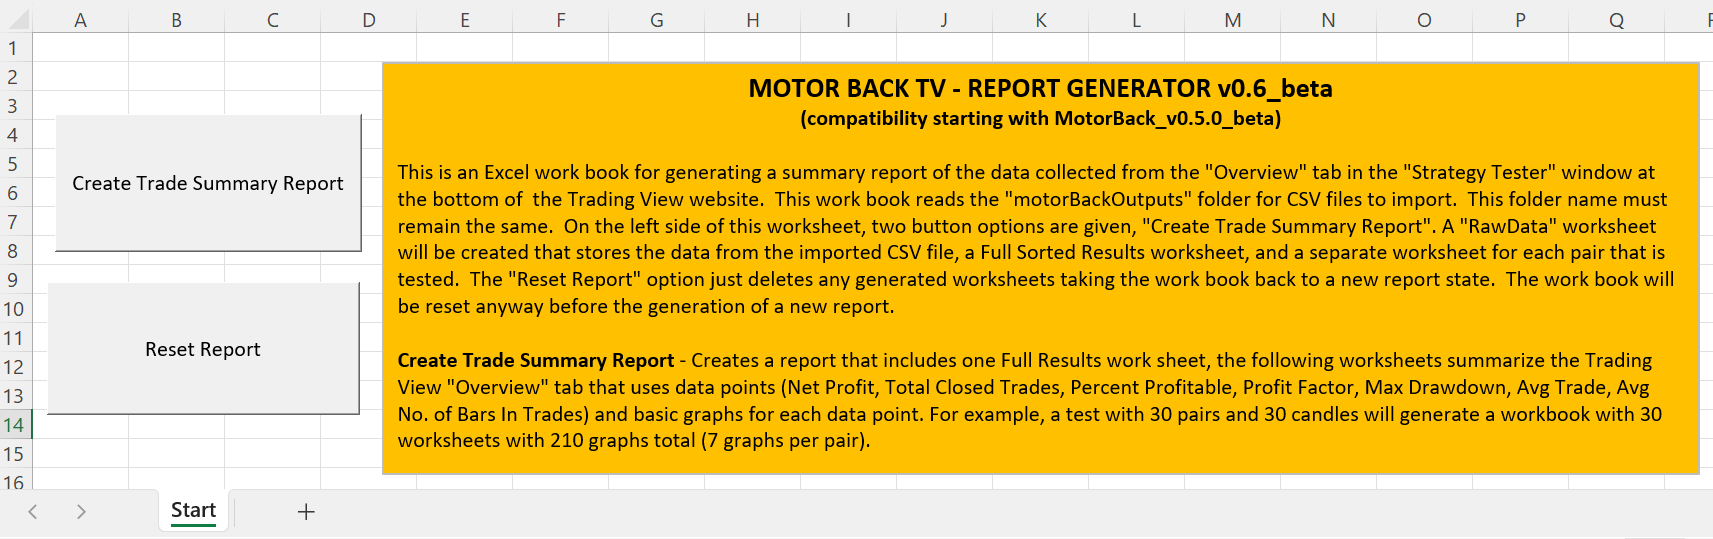 A B C D E F G H I J K L M N O P Q
1
2
3
4
5
6
7
8
9
10
11
12
13
14
15
16
Create Trade Summary Report
Reset Report
MOTOR BACK TV - REPORT GENERATOR v0.6_beta
(compatibility starting with MotorBack_v0.5.0_beta)
This is an Excel work book for generating a summary report of the data collected from the "Overview" tab in the "Strategy Tester" window at
the bottom of  the Trading View website.  This work book reads the "motorBackOutputs" folder for CSV files to import.  This folder name must
remain the same.  On the left side of this worksheet, two button options are given, "Create Trade Summary Report". A "RawData" worksheet
will be created that stores the data from the imported CSV file, a Full Sorted Results worksheet, and a separate worksheet for each pair that is
tested.  The "Reset Report" option just deletes any generated worksheets taking the work book back to a new report state.  The work book will
be reset anyway before the generation of a new report.
Create Trade Summary Report - Creates a report that includes one Full Results work sheet, the following worksheets summarize the Trading
View "Overview" tab that uses data points (Net Profit, Total Closed Trades, Percent Profitable, Profit Factor, Max Drawdown, Avg Trade, Avg
No. of Bars In Trades) and basic graphs for each data point. For example, a test with 30 pairs and 30 candles will generate a workbook with 30
worksheets with 210 graphs total (7 graphs per pair).
Start